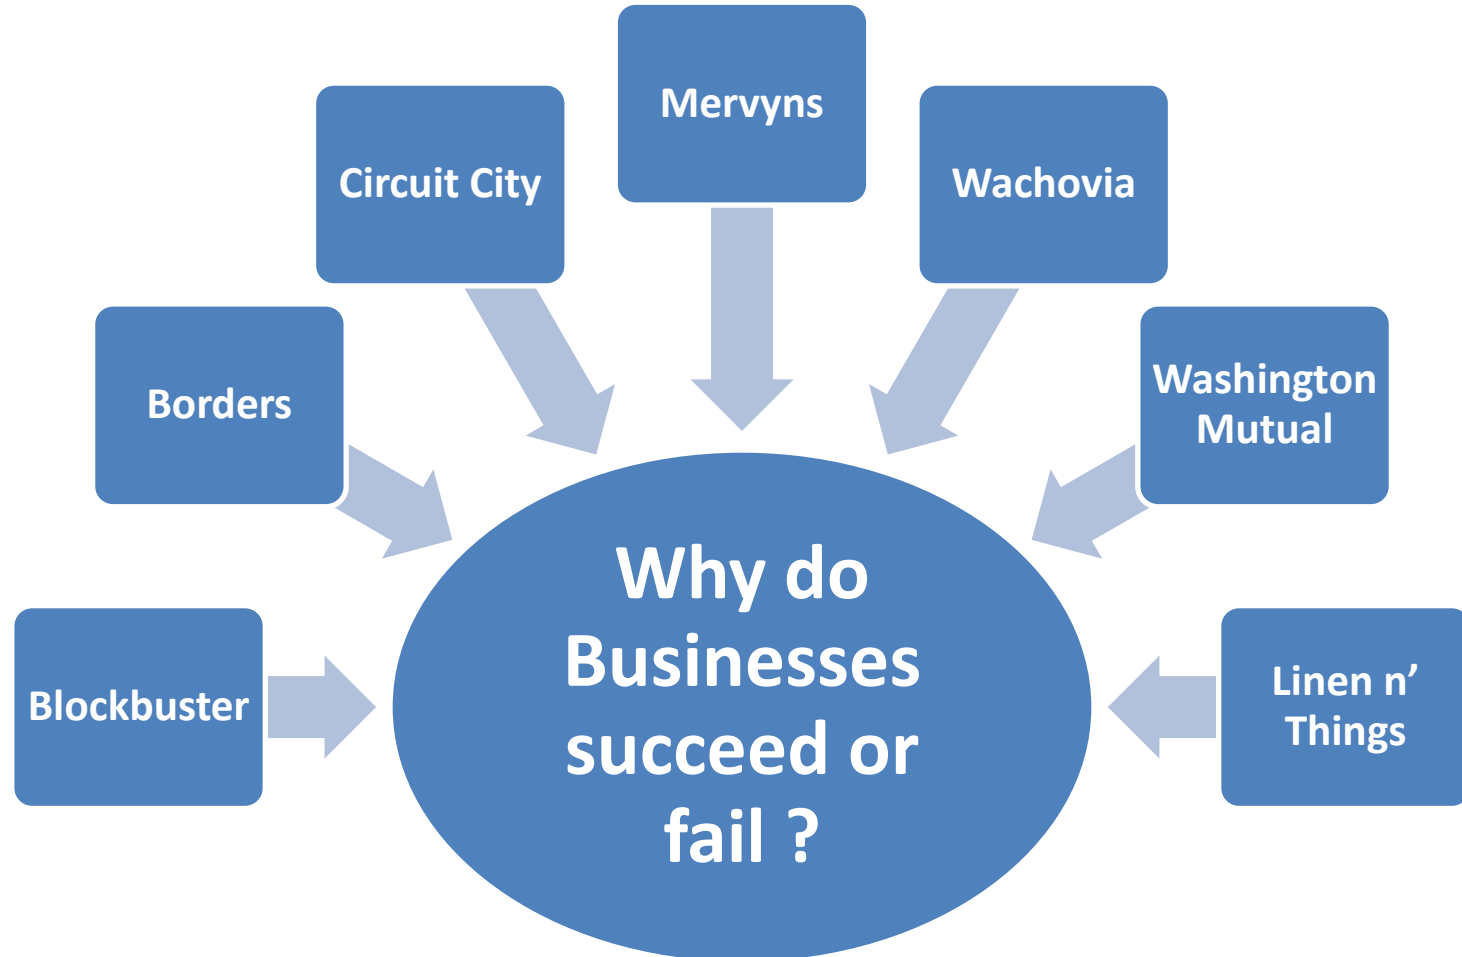 Mervyns
Circuit City
Wachovia
Borders
Washington
Mutual
Blockbuster
Linen n’
Things
Why do
Businesses
succeed or
fail ?